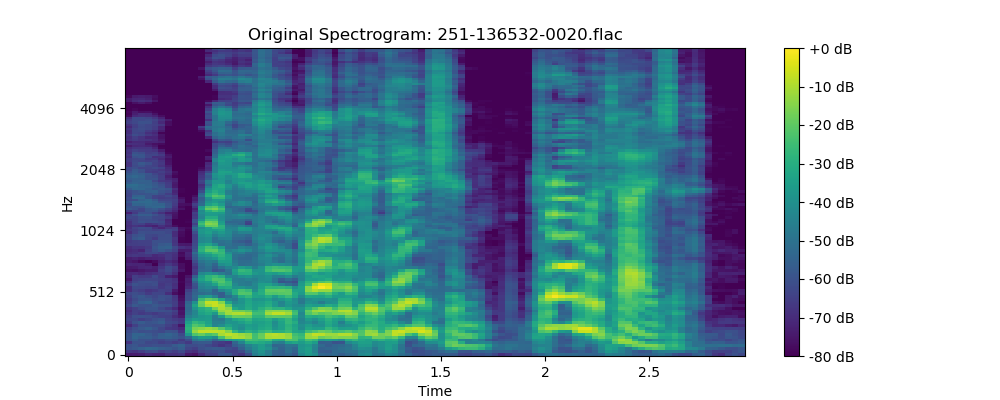 Original Spectrogram: 251-136532-0020.flac
Hz
4096
2048
1024
512
0
0
0.5
1
1.5
2
2.5
Time
+0 dB
-10 dB
-20 dB
-30 dB
-40 dB
-50 dB
-60 dB
-70 dB
-80 dB